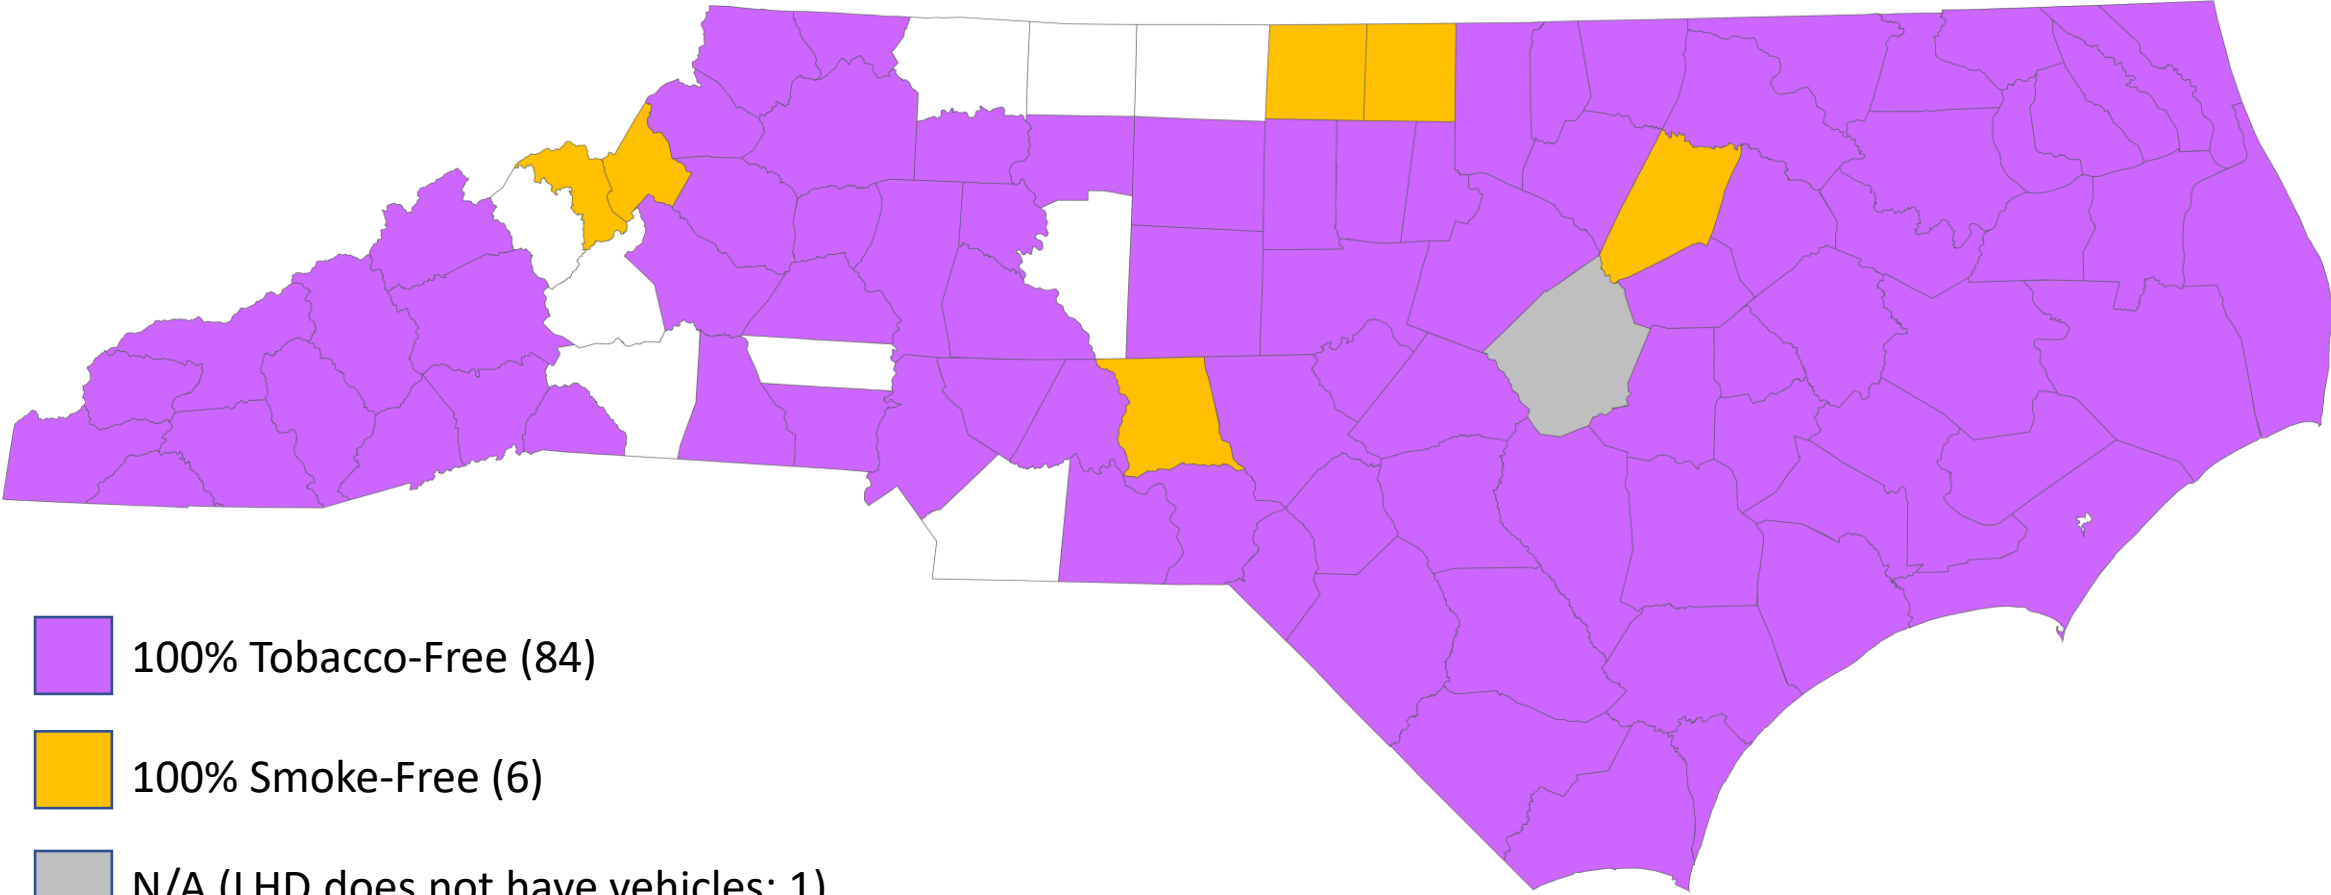 100% Tobacco-Free (84)
100% Smoke-Free (6)
N/A (LHD does not have vehicles; 1)